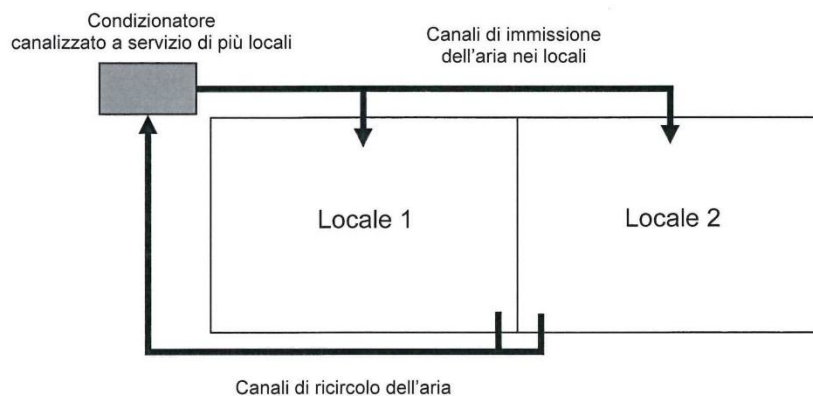 Condizionatore
canalizzato a servizio di più locali
Canali di immissione
dell'aria nei locali
Locale 1
Locale 2
Canali di ricircolo dell'aria